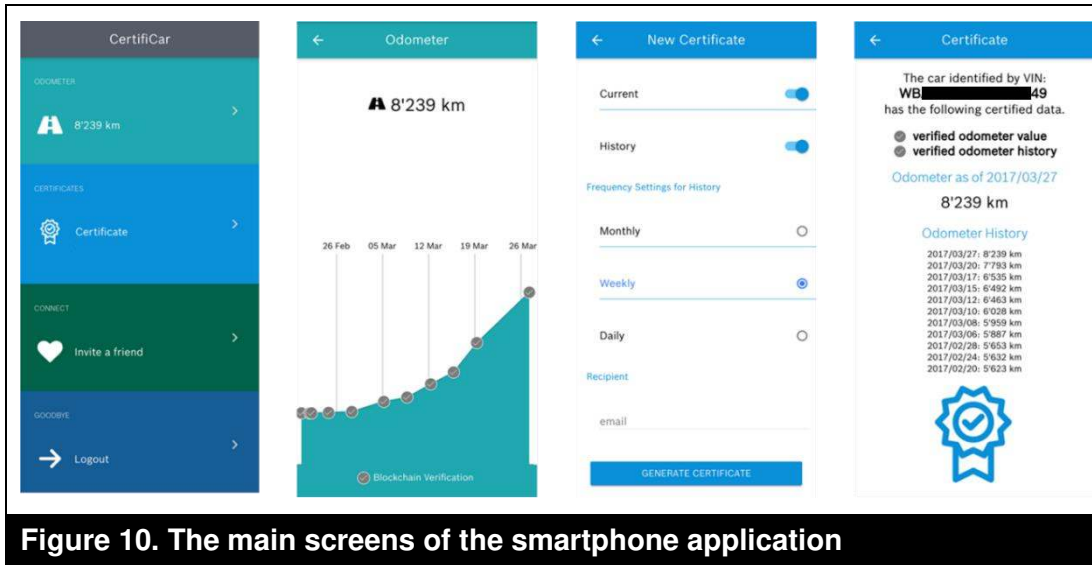 CertifiCar
ODOMETER
8'239 km
CERTIFICATES
Certificate
CONNECT
Invite a friend
GOODBYE
Logout
Odometer
8'239 km
26 Feb 05 Mar 12 Mar 19 Mar 26 Mar
Blockchain Verification
New Certificate
Current
History
Frequency Settings for History
Monthly
Weekly
Daily
Recipient
email
GENERATE CERTIFICATE
Certificate
The car identified by VIN:
WB 49
has the following certified data.
verified odometer value
verified odometer history
Odometer as of 2017/03/27
8'239 km
Odometer History
2017/03/27: 8'239 km
2017/03/20: 7'793 km
2017/03/17: 6'535 km
2017/03/15: 6'492 km
2017/03/12: 6'463 km
2017/03/10: 6'028 km
2017/03/08: 5'959 km
2017/03/06: 5'887 km
2017/02/28: 5'653 km
2017/02/24: 5'632 km
2017/02/20: 5'623 km
Figure 10. The main screens of the smartphone application